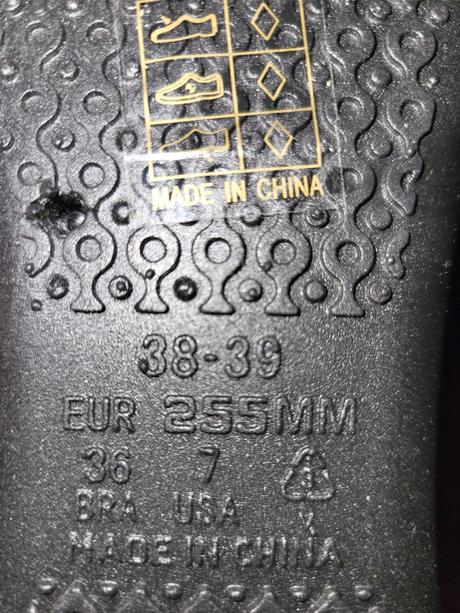 MADE IN CHINA
38-39
EUR 255MM
36 7
BRA USA
MADE IN CHINA